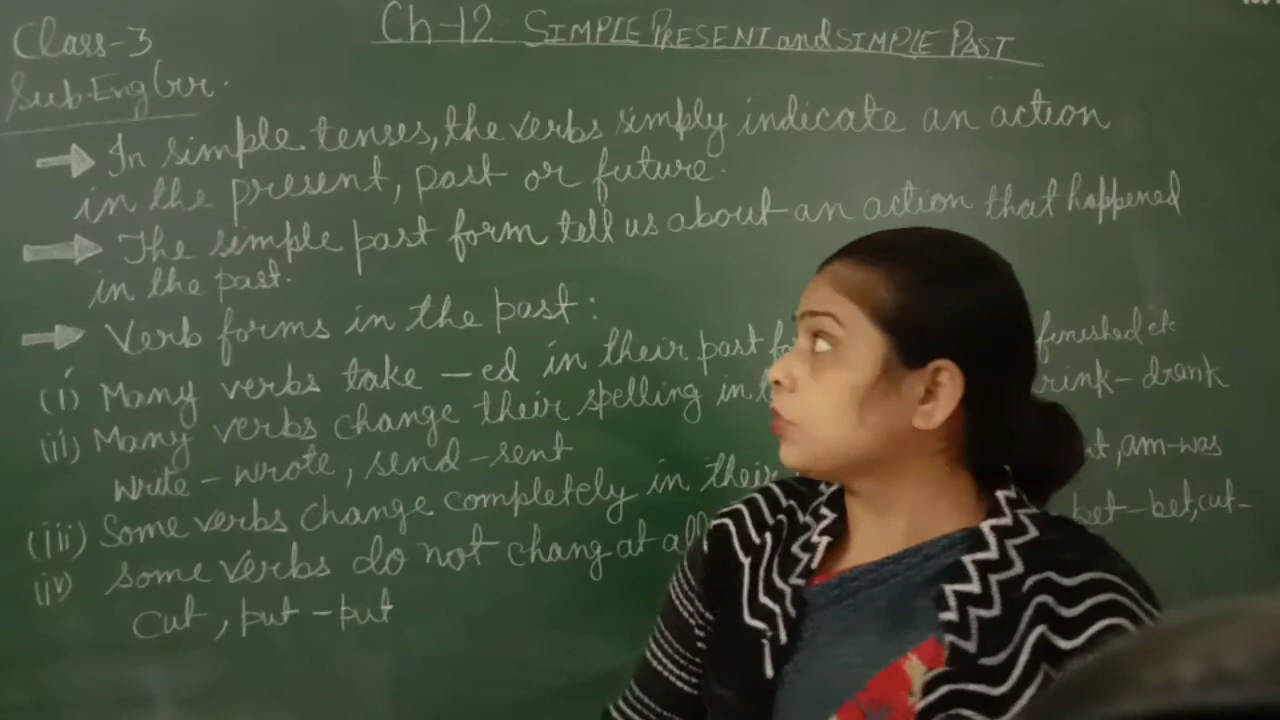 Class-3
Sub.Eng Gr.
Ch-12 SIMPLE PRESENT and SIMPLE PAST
In simple tenses, the verbs simply indicate an action
in the present, past or future.
The simple past form tell us about an action that happened
in the past.
Verb forms in the past:
(i) Many verbs take -ed in their past finished etc
(ii) Many verbs change their spelling in drank
write - wrote, send - sent
(iii) Some verbs change completely in their am-was
(iv) some verbs do not chang at all bet-bet, cut-
cut, put - put